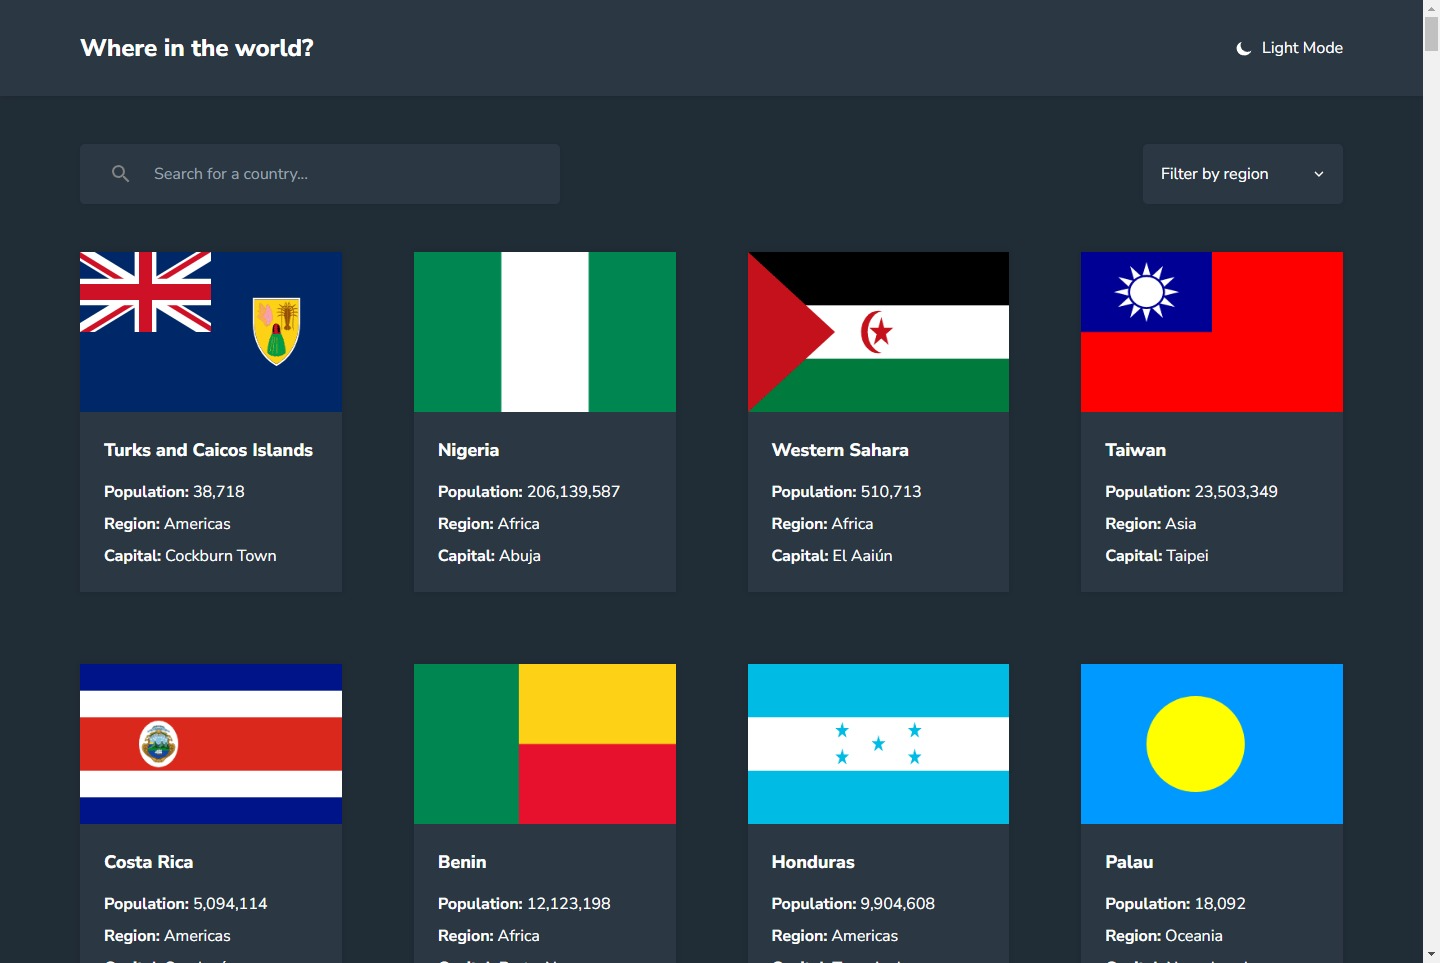 Where in the world?
Light Mode
Search for a country...
Filter by region
Turks and Caicos Islands
Population: 38,718
Region: Americas
Capital: Cockburn Town
Nigeria
Population: 206,139,587
Region: Africa
Capital: Abuja
Western Sahara
Population: 510,713
Region: Africa
Capital: El Aaiún
Taiwan
Population: 23,503,349
Region: Asia
Capital: Taipei
Costa Rica
Population: 5,094,114
Region: Americas
Benin
Population: 12,123,198
Region: Africa
Honduras
Population: 9,904,608
Region: Americas
Palau
Population: 18,092
Region: Oceania